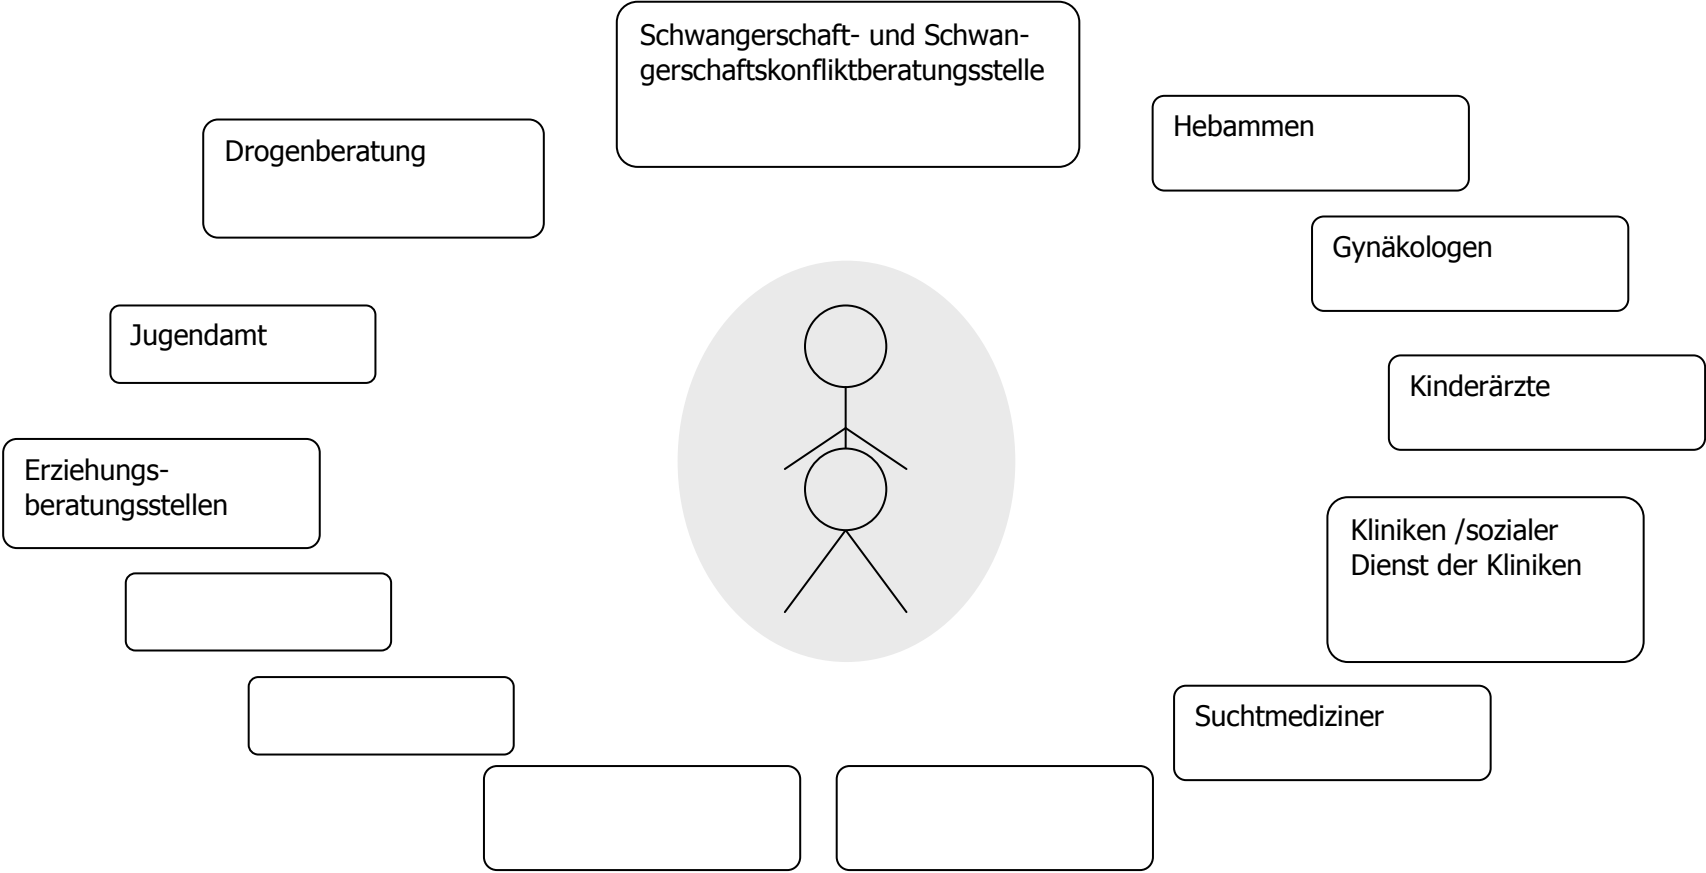 Schwangerschaft- und Schwan-
gerschaftskonfliktberatungsstelle
Hebammen
Drogenberatung
Gynäkologen
Jugendamt
Kinderärzte
Erziehungs-
beratungsstellen
Kliniken /sozialer
Dienst der Kliniken
Suchtmediziner